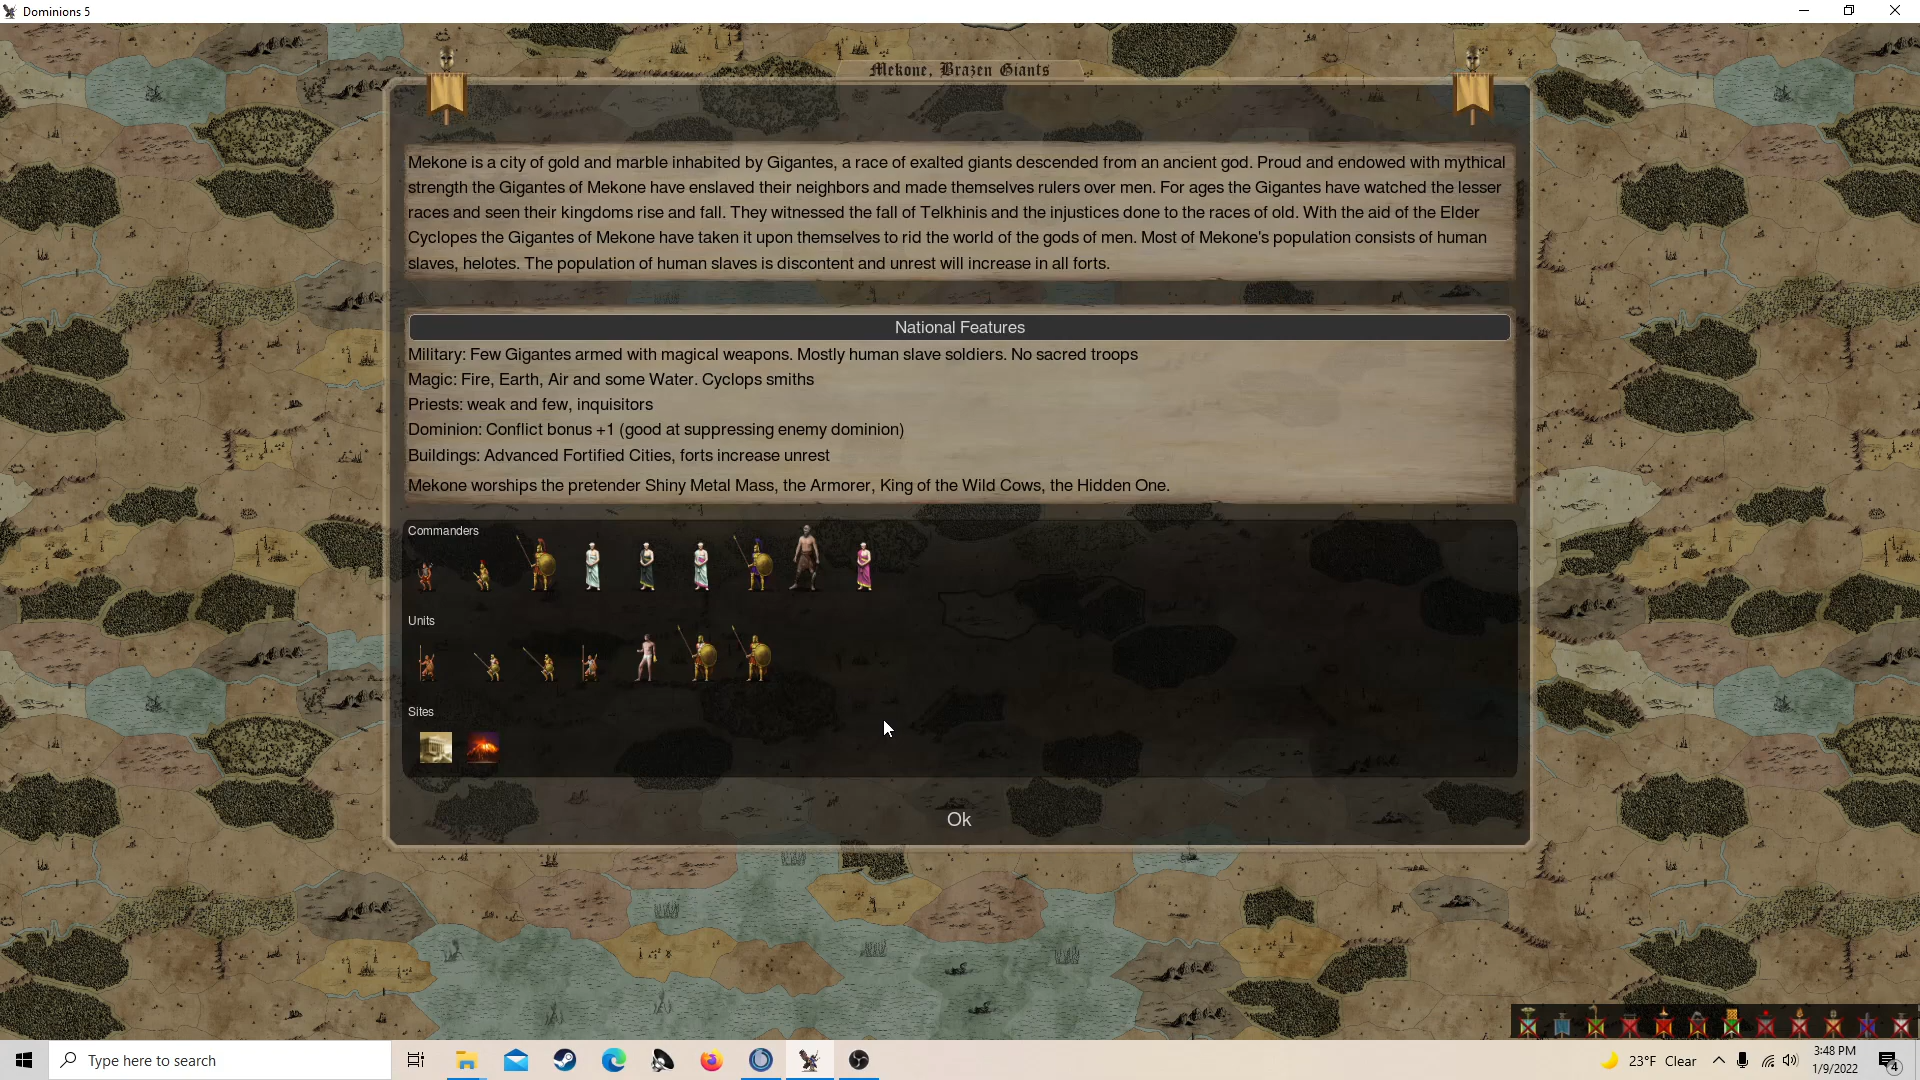 Dominions 5
Mekone, Brazen Giants
Mekone is a city of gold and marble inhabited by Gigantes, a race of exalted giants descended from an ancient god. Proud and endowed with mythical
strength the Gigantes of Mekone have enslaved their neighbors and made themselves rulers over men. For ages the Gigantes have watched the lesser
races and seen their kingdoms rise and fall. They witnessed the fall of Telkhinis and the injustices done to the races of old. With the aid of the Elder
Cyclopes the Gigantes of Mekone have taken it upon themselves to rid the world of the gods of men. Most of Mekone's population consists of human
slaves, helotes. The population of human slaves is discontent and unrest will increase in all forts.
National Features
Military: Few Gigantes armed with magical weapons. Mostly human slave soldiers. No sacred troops
Magic: Fire, Earth, Air and some Water. Cyclops smiths
Priests: weak and few, inquisitors
Dominion: Conflict bonus +1 (good at suppressing enemy dominion)
Buildings: Advanced Fortified Cities, forts increase unrest
Mekone worships the pretender Shiny Metal Mass, the Armorer, King of the Wild Cows, the Hidden One.
Commanders
Units
Sites
Ok
Type here to search
23°F Clear
3:48 PM
1/9/2022
4